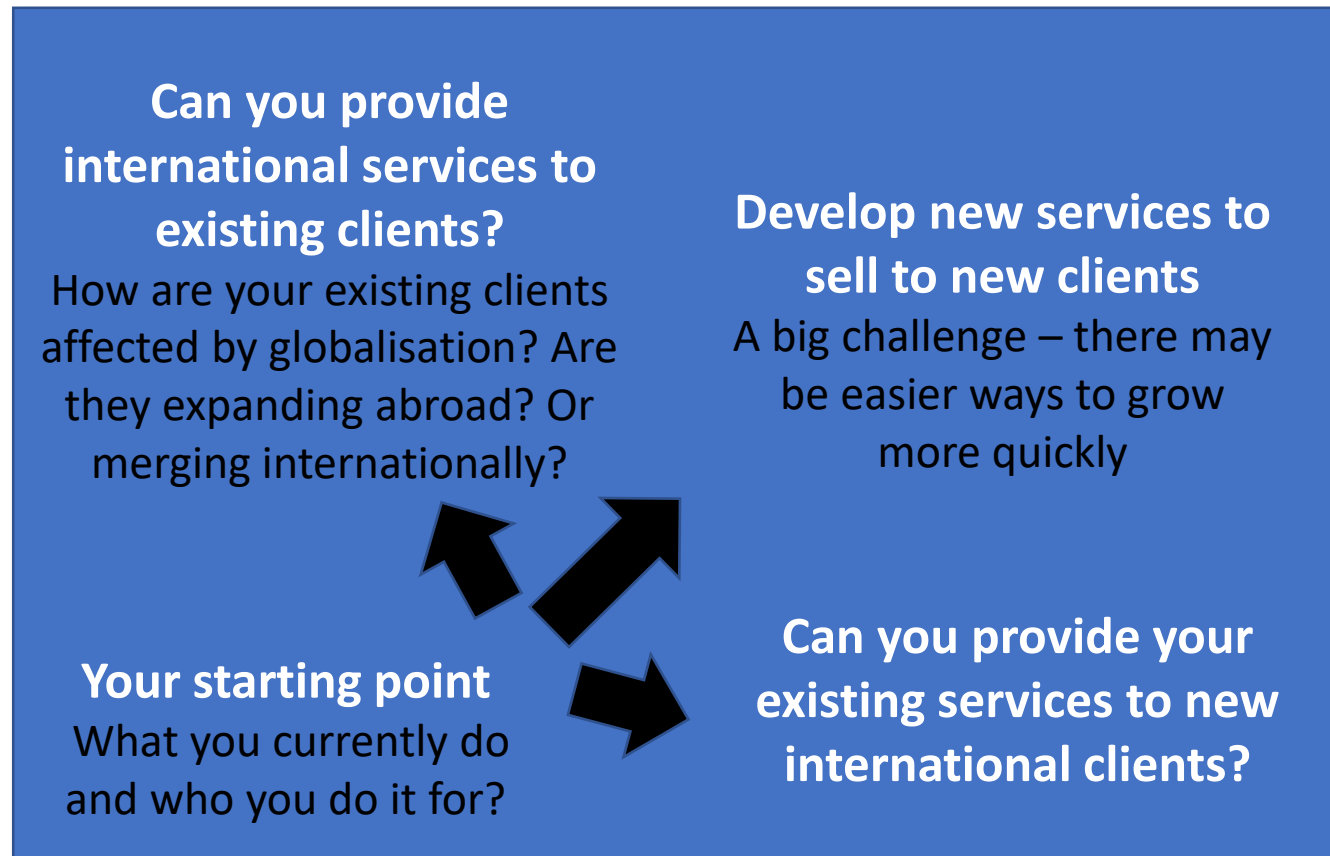 Can you provide
international services to
existing clients?
How are your existing clients
affected by globalisation? Are
they expanding abroad? Or
merging internationally?
Develop new services to
sell to new clients
A big challenge – there may
be easier ways to grow
more quickly
Your starting point
What you currently do
and who you do it for?
Can you provide your
existing services to new
international clients?